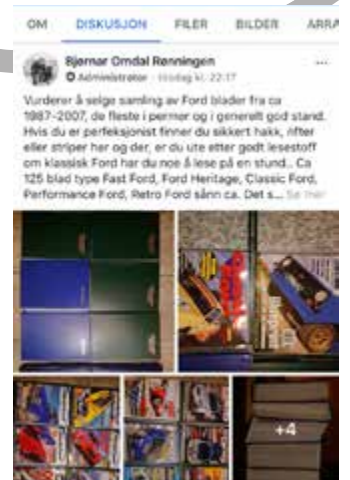 OM DISKUSJON FILER BILDER ARRA
Bjørnar Omdal Rønningen
Administrator · tirsdag kl. 22:17
Vurderer å selge samling av Ford blader fra ca
1987-2007, de fleste i permer og i generelt god stand.
Hvis du er perfeksjonist finner du sikkert hakk, rifter
eller striper her og der, er du ute etter godt lesestoff
om klassisk Ford har du noe å lese på en stund.. Ca
125 blad type Fast Ford, Ford Heritage, Classic Ford,
Performance Ford, Retro Ford sånn ca. Det s... Se mer
+4